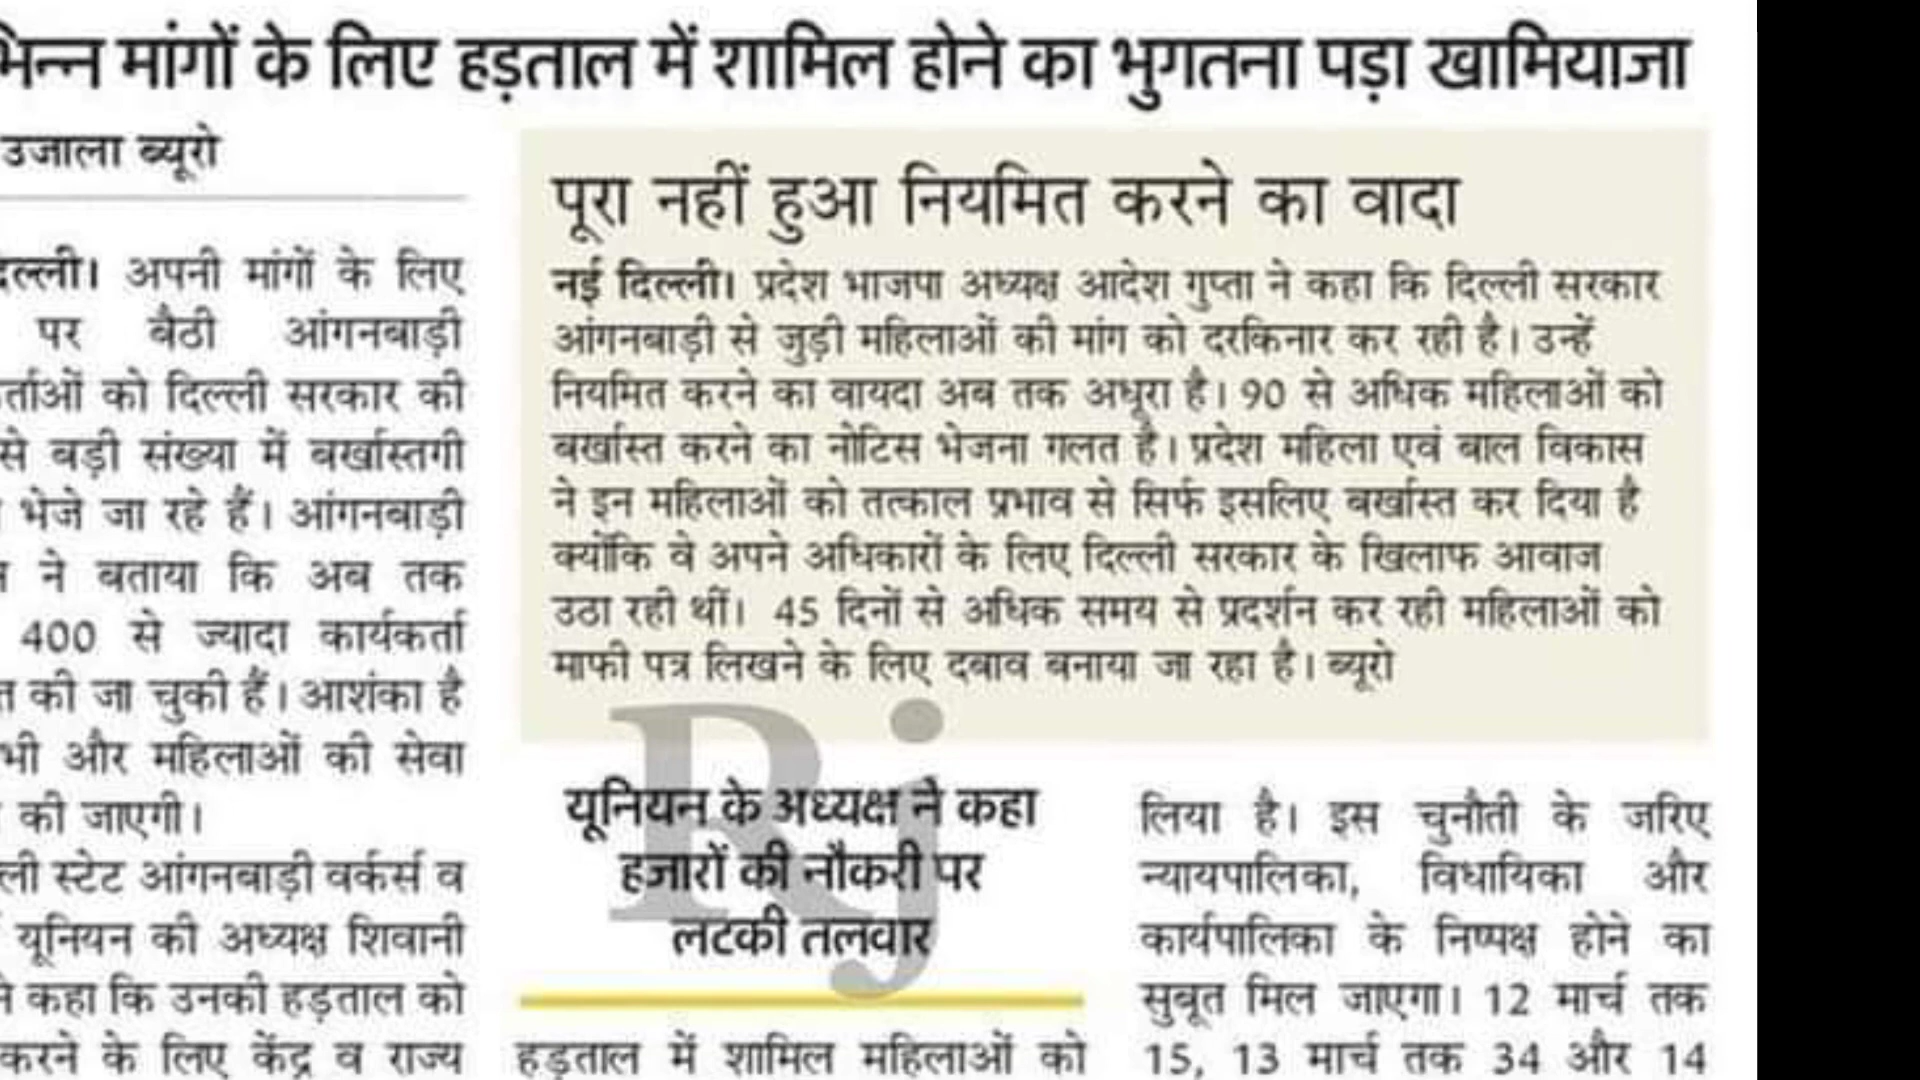 मांगों के लिए हड़ताल में शामिल होने का भुगतना पड़ा खामियाजा
उजाला ब्यूरो
अपनी मांगों के लिए
पर बैठी आंगनबाड़ी
को दिल्ली सरकार की
से बड़ी संख्या में बर्खास्तगी
भेजे जा रहे हैं। आंगनबाड़ी
ने बताया कि अब तक
400 से ज्यादा कार्यकर्ता
की जा चुकी हैं। आशंका है
भी और महिलाओं की सेवा
की जाएगी।
स्टेट आंगनबाड़ी वर्कर्स व
यूनियन की अध्यक्ष शिवानी
कहा कि उनकी हड़ताल को
करने के लिए केंद्र व राज्य
पूरा नहीं हुआ नियमित करने का वादा
नई दिल्ली। प्रदेश भाजपा अध्यक्ष आदेश गुप्ता ने कहा कि दिल्ली सरकार
आंगनबाड़ी से जुड़ी महिलाओं की मांग को दरकिनार कर रही है। उन्हें
नियमित करने का वायदा अब तक अधूरा है। 90 से अधिक महिलाओं को
बर्खास्त करने का नोटिस भेजना गलत है। प्रदेश महिला एवं बाल विकास
ने इन महिलाओं को तत्काल प्रभाव से सिर्फ इसलिए बर्खास्त कर दिया है
क्योंकि वे अपने अधिकारों के लिए दिल्ली सरकार के खिलाफ आवाज
उठा रही थीं। 45 दिनों से अधिक समय से प्रदर्शन कर रही महिलाओं को
माफी पत्र लिखने के लिए दबाव बनाया जा रहा है। ब्यूरो
Rj
यूनियन के अध्यक्ष ने कहा
हजारों की नौकरी पर
लटकी तलवार
हड़ताल में शामिल महिलाओं को
लिया है। इस चुनौती के जरिए
न्यायपालिका, विधायिका और
कार्यपालिका के निष्पक्ष होने का
सुबूत मिल जाएगा। 12 मार्च तक
15, 13 मार्च तक 34 और 14